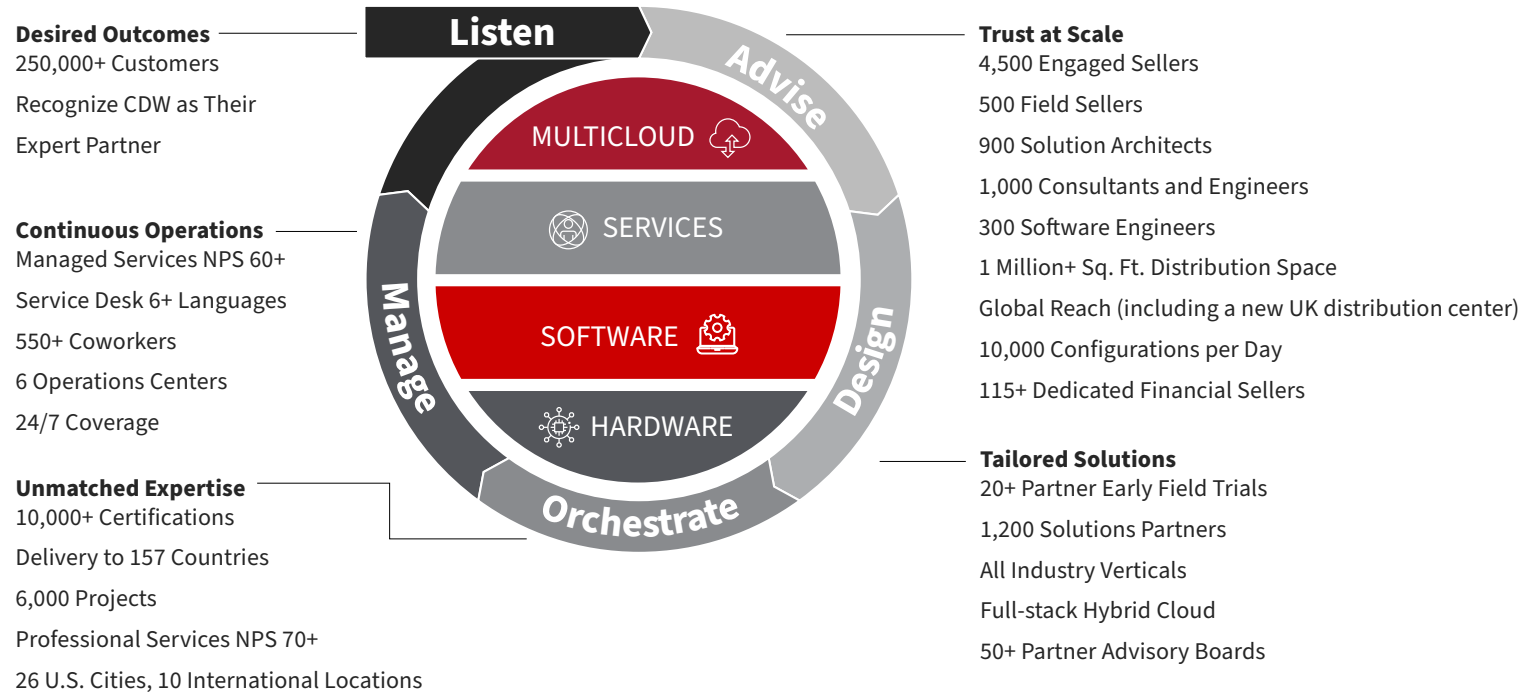 Listen
Advise
Design
Orchestrate
Manage
MULTICLOUD
SERVICES
SOFTWARE
HARDWARE
Desired Outcomes
250,000+ Customers
Recognize CDW as Their
Expert Partner
Continuous Operations
Managed Services NPS 60+
Service Desk 6+ Languages
550+ Coworkers
6 Operations Centers
24/7 Coverage
Unmatched Expertise
10,000+ Certifications
Delivery to 157 Countries
6,000 Projects
Professional Services NPS 70+
26 U.S. Cities, 10 International Locations
Trust at Scale
4,500 Engaged Sellers
500 Field Sellers
900 Solution Architects
1,000 Consultants and Engineers
300 Software Engineers
1 Million+ Sq. Ft. Distribution Space
Global Reach (including a new UK distribution center)
10,000 Configurations per Day
115+ Dedicated Financial Sellers
Tailored Solutions
20+ Partner Early Field Trials
1,200 Solutions Partners
All Industry Verticals
Full-stack Hybrid Cloud
50+ Partner Advisory Boards